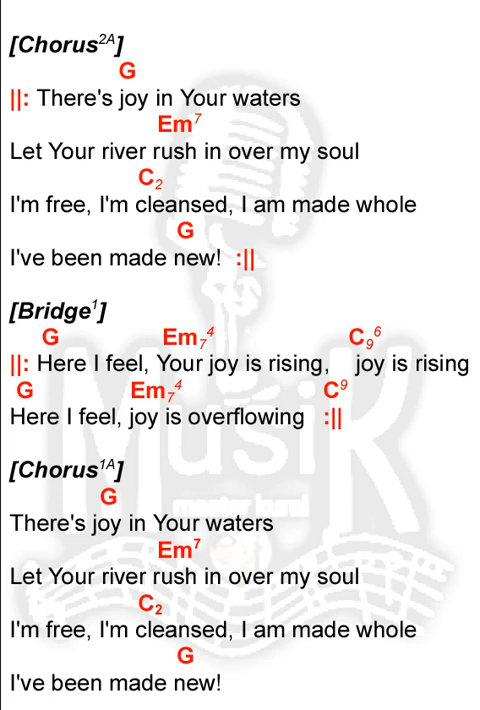 [Chorus2A]
G
||: There's joy in Your waters
Em7
Let Your river rush in over my soul
C2
I'm free, I'm cleansed, I am made whole
G
I've been made new! :||
[Bridge1]
G Em74 C96
||: Here I feel, Your joy is rising, joy is rising
G Em74 C9
Here I feel, joy is overflowing :||
[Chorus1A]
G
There's joy in Your waters
Em7
Let Your river rush in over my soul
C2
I'm free, I'm cleansed, I am made whole
G
I've been made new!
Musik
master band